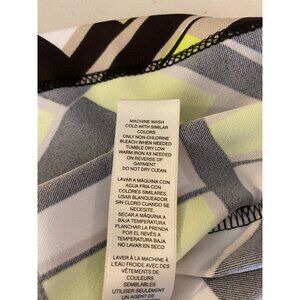 MACHINE WASH
COLD WITH SIMILAR
COLORS
ONLY NON-CHLORINE
BLEACH WHEN NEEDED
TUMBLE DRY LOW
WARM IRON AS NEEDED
ON REVERSE OF
GARMENT
DO NOT DRY CLEAN
LAVAR A MÁQUINA CON
AGUA FRIA CON
COLORES SIMILARES
USAR BLANQUEADOR
SIN CLORO CUANDO SE
NECESITE.
SECAR A MÁQUINA A
BAJA TEMPERATURA
PLANCHAR LA PRENDA
POR EL REVÉS A
TEMPERATURA BAJA
NO LAVAR EN SECO
LAVER À LA MACHINE À
L'EAU FROIDE AVEC DES
VÊTEMENTS DE
COULEURS
SEMBLABLES
UTILISER SEULEMENT
UN AGENT DE